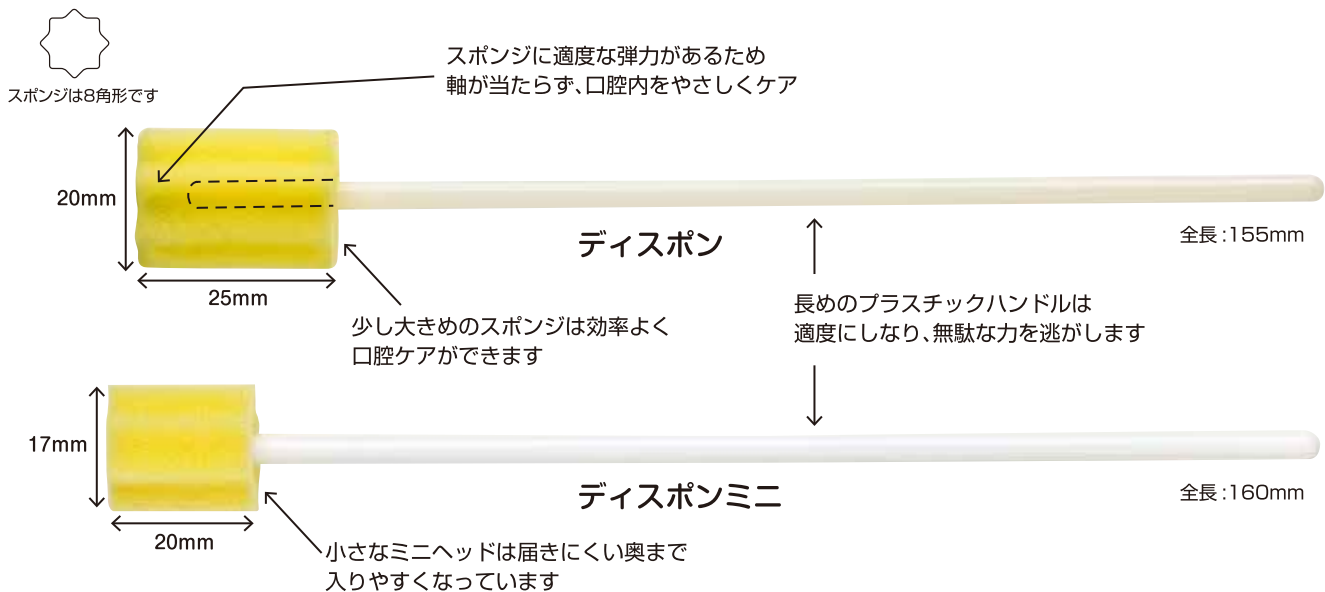 スポンジは8角形です
スポンジに適度な弾力があるため
軸が当たらず、口腔内をやさしくケア
20mm
25mm
ディスポン
全長:155mm
少し大きめのスポンジは効率よく
口腔ケアができます
長めのプラスチックハンドルは
適度にしなり、無駄な力を逃がします
17mm
20mm
ディスポンミニ
全長:160mm
小さなミニヘッドは届きにくい奥まで
入りやすくなっています